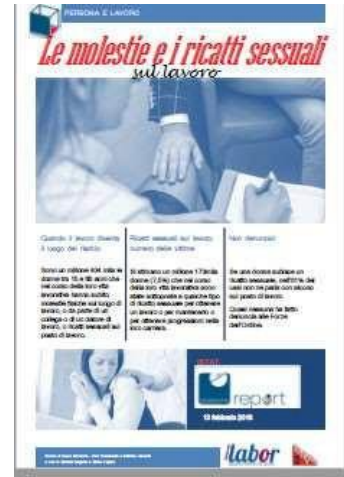 PERSONA E LAVORO
Le molestie e i ricatti sessuali
sul lavoro
Quando il lavoro diventa
il luogo del rischio
Ricatti sessuali sul lavoro:
numero delle vittime
Non denunciati
Sono un milione 404 mila le
donne tra 15 e 65 anni che
nel corso della loro vita
lavorativa hanno subito
molestie fisiche sul luogo di
lavoro, o da parte di un
collega o di un datore di
lavoro, o ricatti sessuali sul
posto di lavoro.
Si stimano un milione 173mila
donne (7,5%) che nel corso
della loro vita lavorativa sono
state sottoposte a qualche tipo
di ricatto sessuale per ottenere
un lavoro o per mantenerlo o
per ottenere progressioni nella
loro carriera.
Se una donna subisce un
ricatto sessuale, nell'81% dei
casi non ne parla con alcuno
sul posto di lavoro.
Quasi nessuna ha fatto
denuncia alle Forze
dell'Ordine.
ISTAT
report
13 febbraio 2018
labor